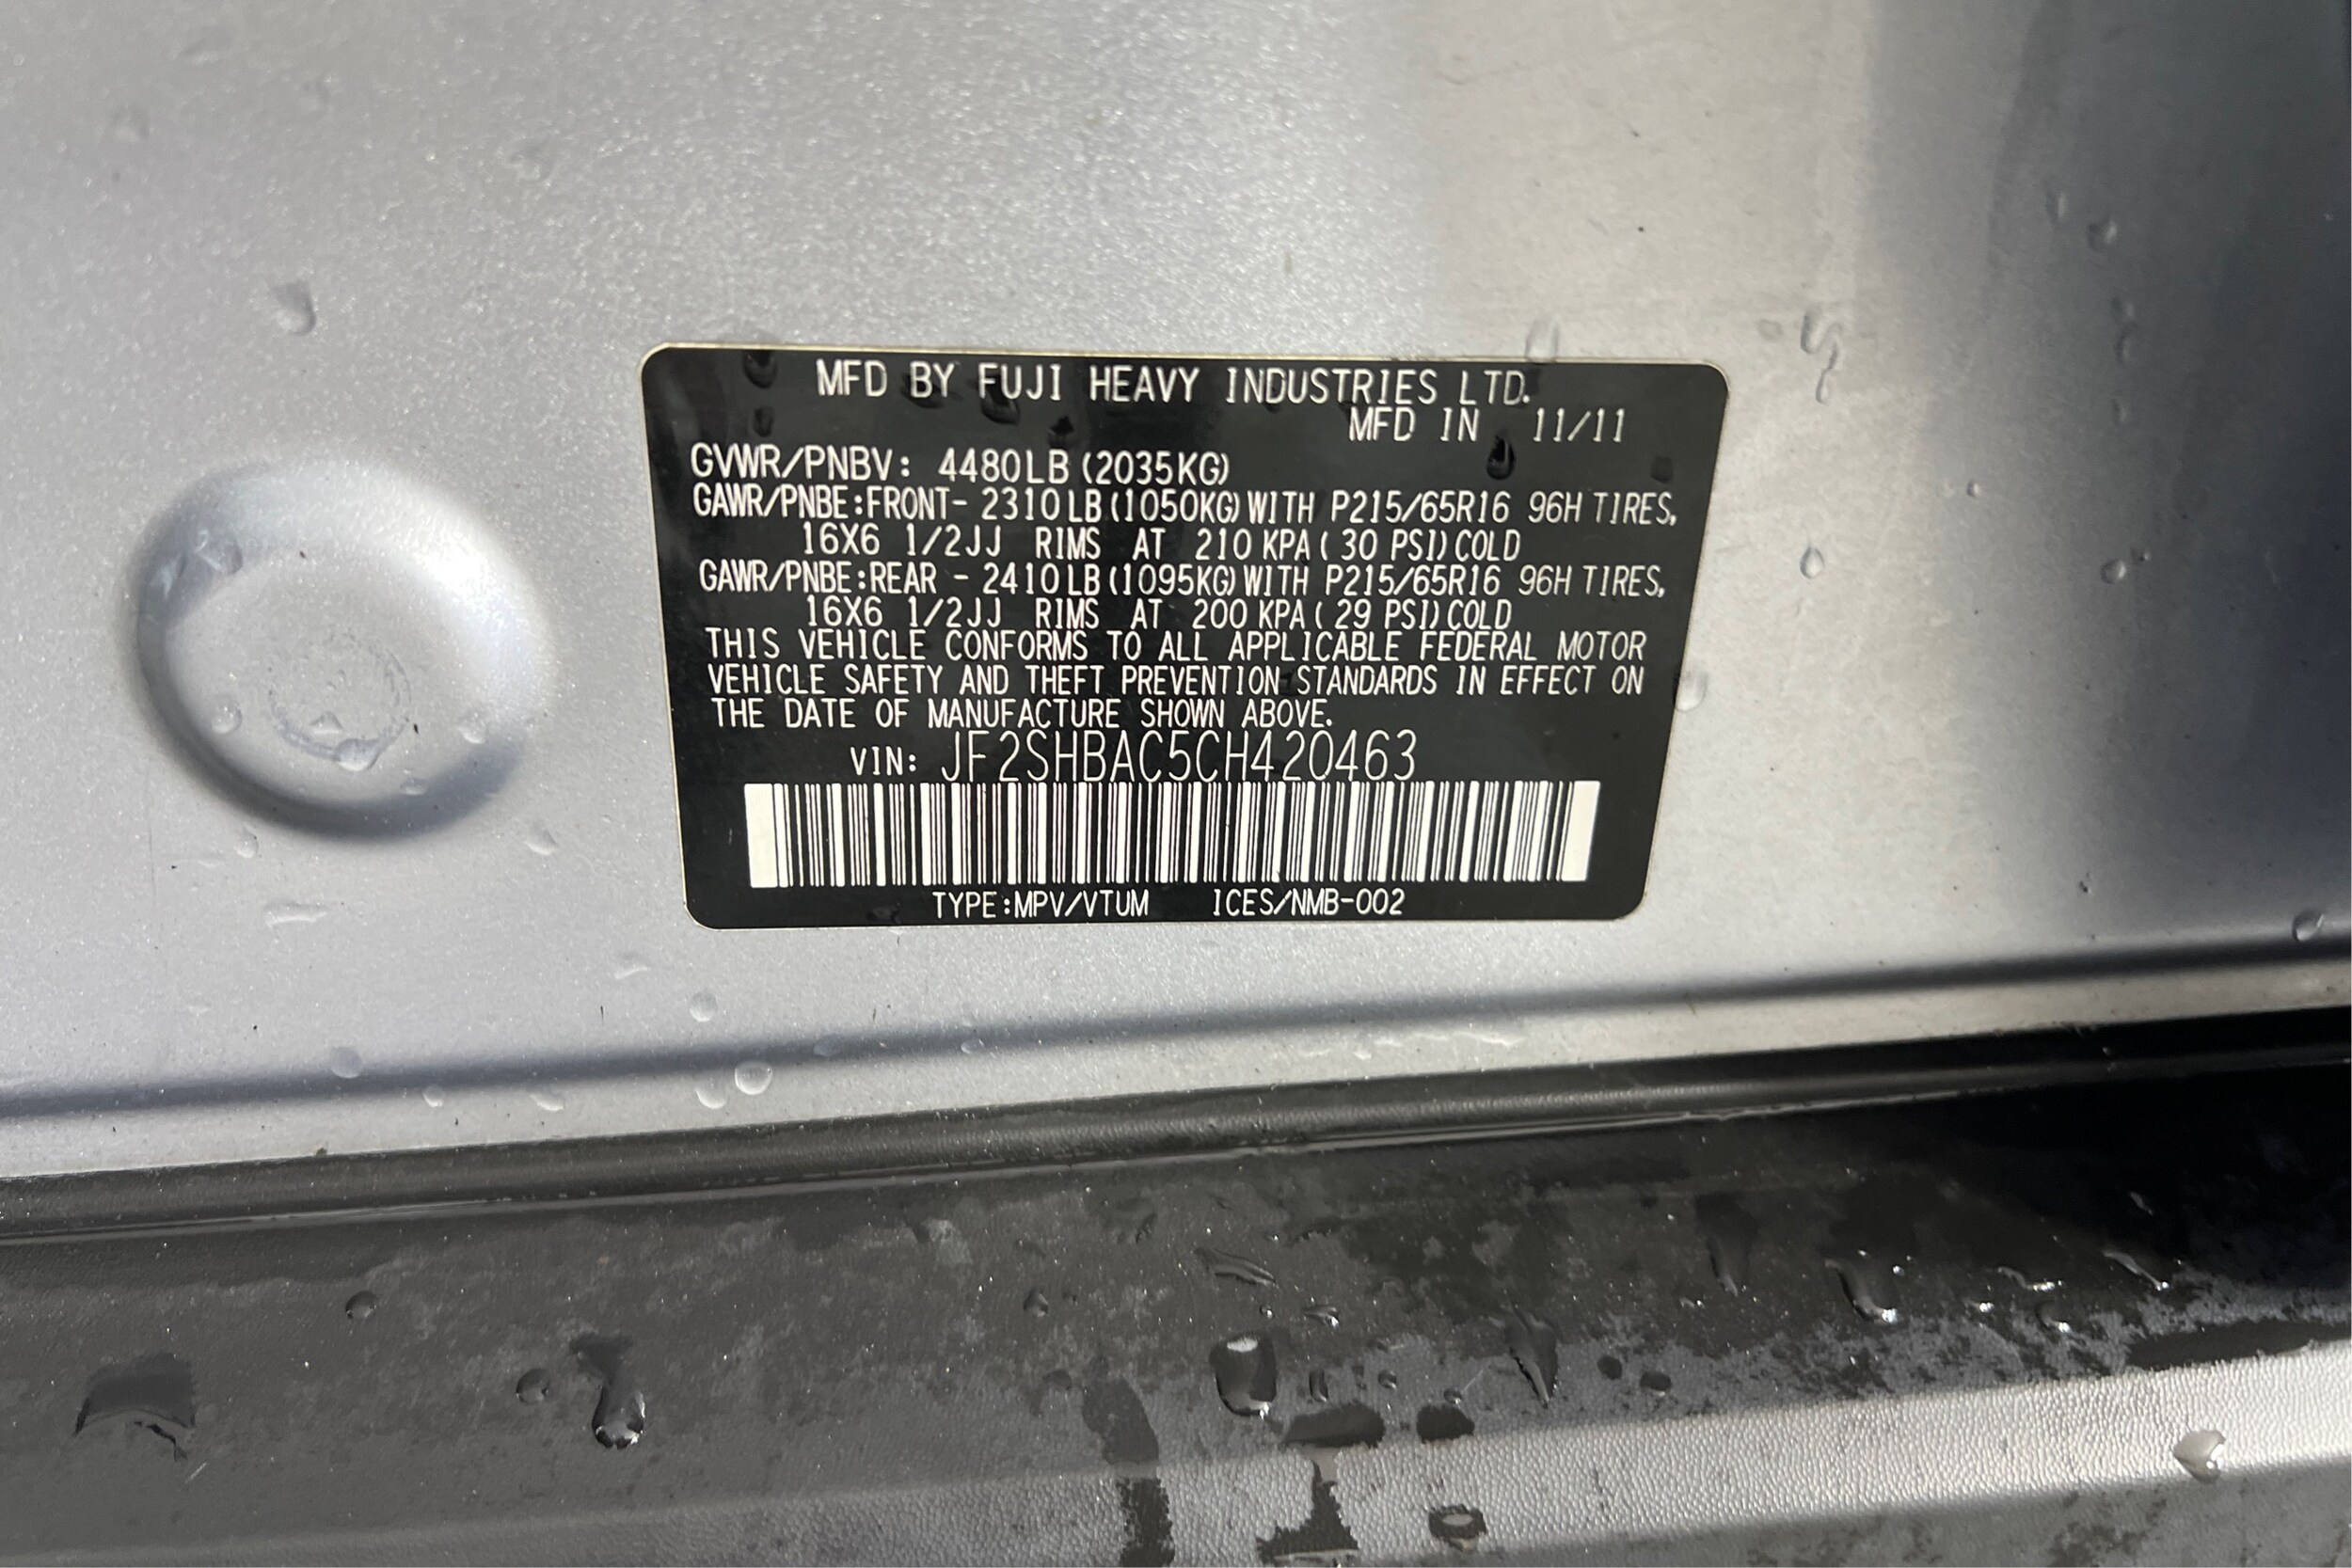 MFD BY FUJI HEAVY INDUSTRIES LTD.
MFD IN 11/11
GVWR/PNBV: 4480LB (2035KG)
GAWR/PNBE:FRONT- 2310LB (1050KG) WITH P215/65R16 96H TIRES,
16X6 1/2JJ RIMS AT 210 KPA ( 30 PSI) COLD
GAWR/PNBE:REAR - 2410LB (1095KG) WITH P215/65R16 96H TIRES,
16X6 1/2JJ RIMS AT 200 KPA ( 29 PSI) COLD
THIS VEHICLE CONFORMS TO ALL APPLICABLE FEDERAL MOTOR
VEHICLE SAFETY AND THEFT PREVENTION STANDARDS IN EFFECT ON
THE DATE OF MANUFACTURE SHOWN ABOVE.
VIN: JF2SHBAC5CH420463
TYPE:MPV/VTUM ICES/NMB-002